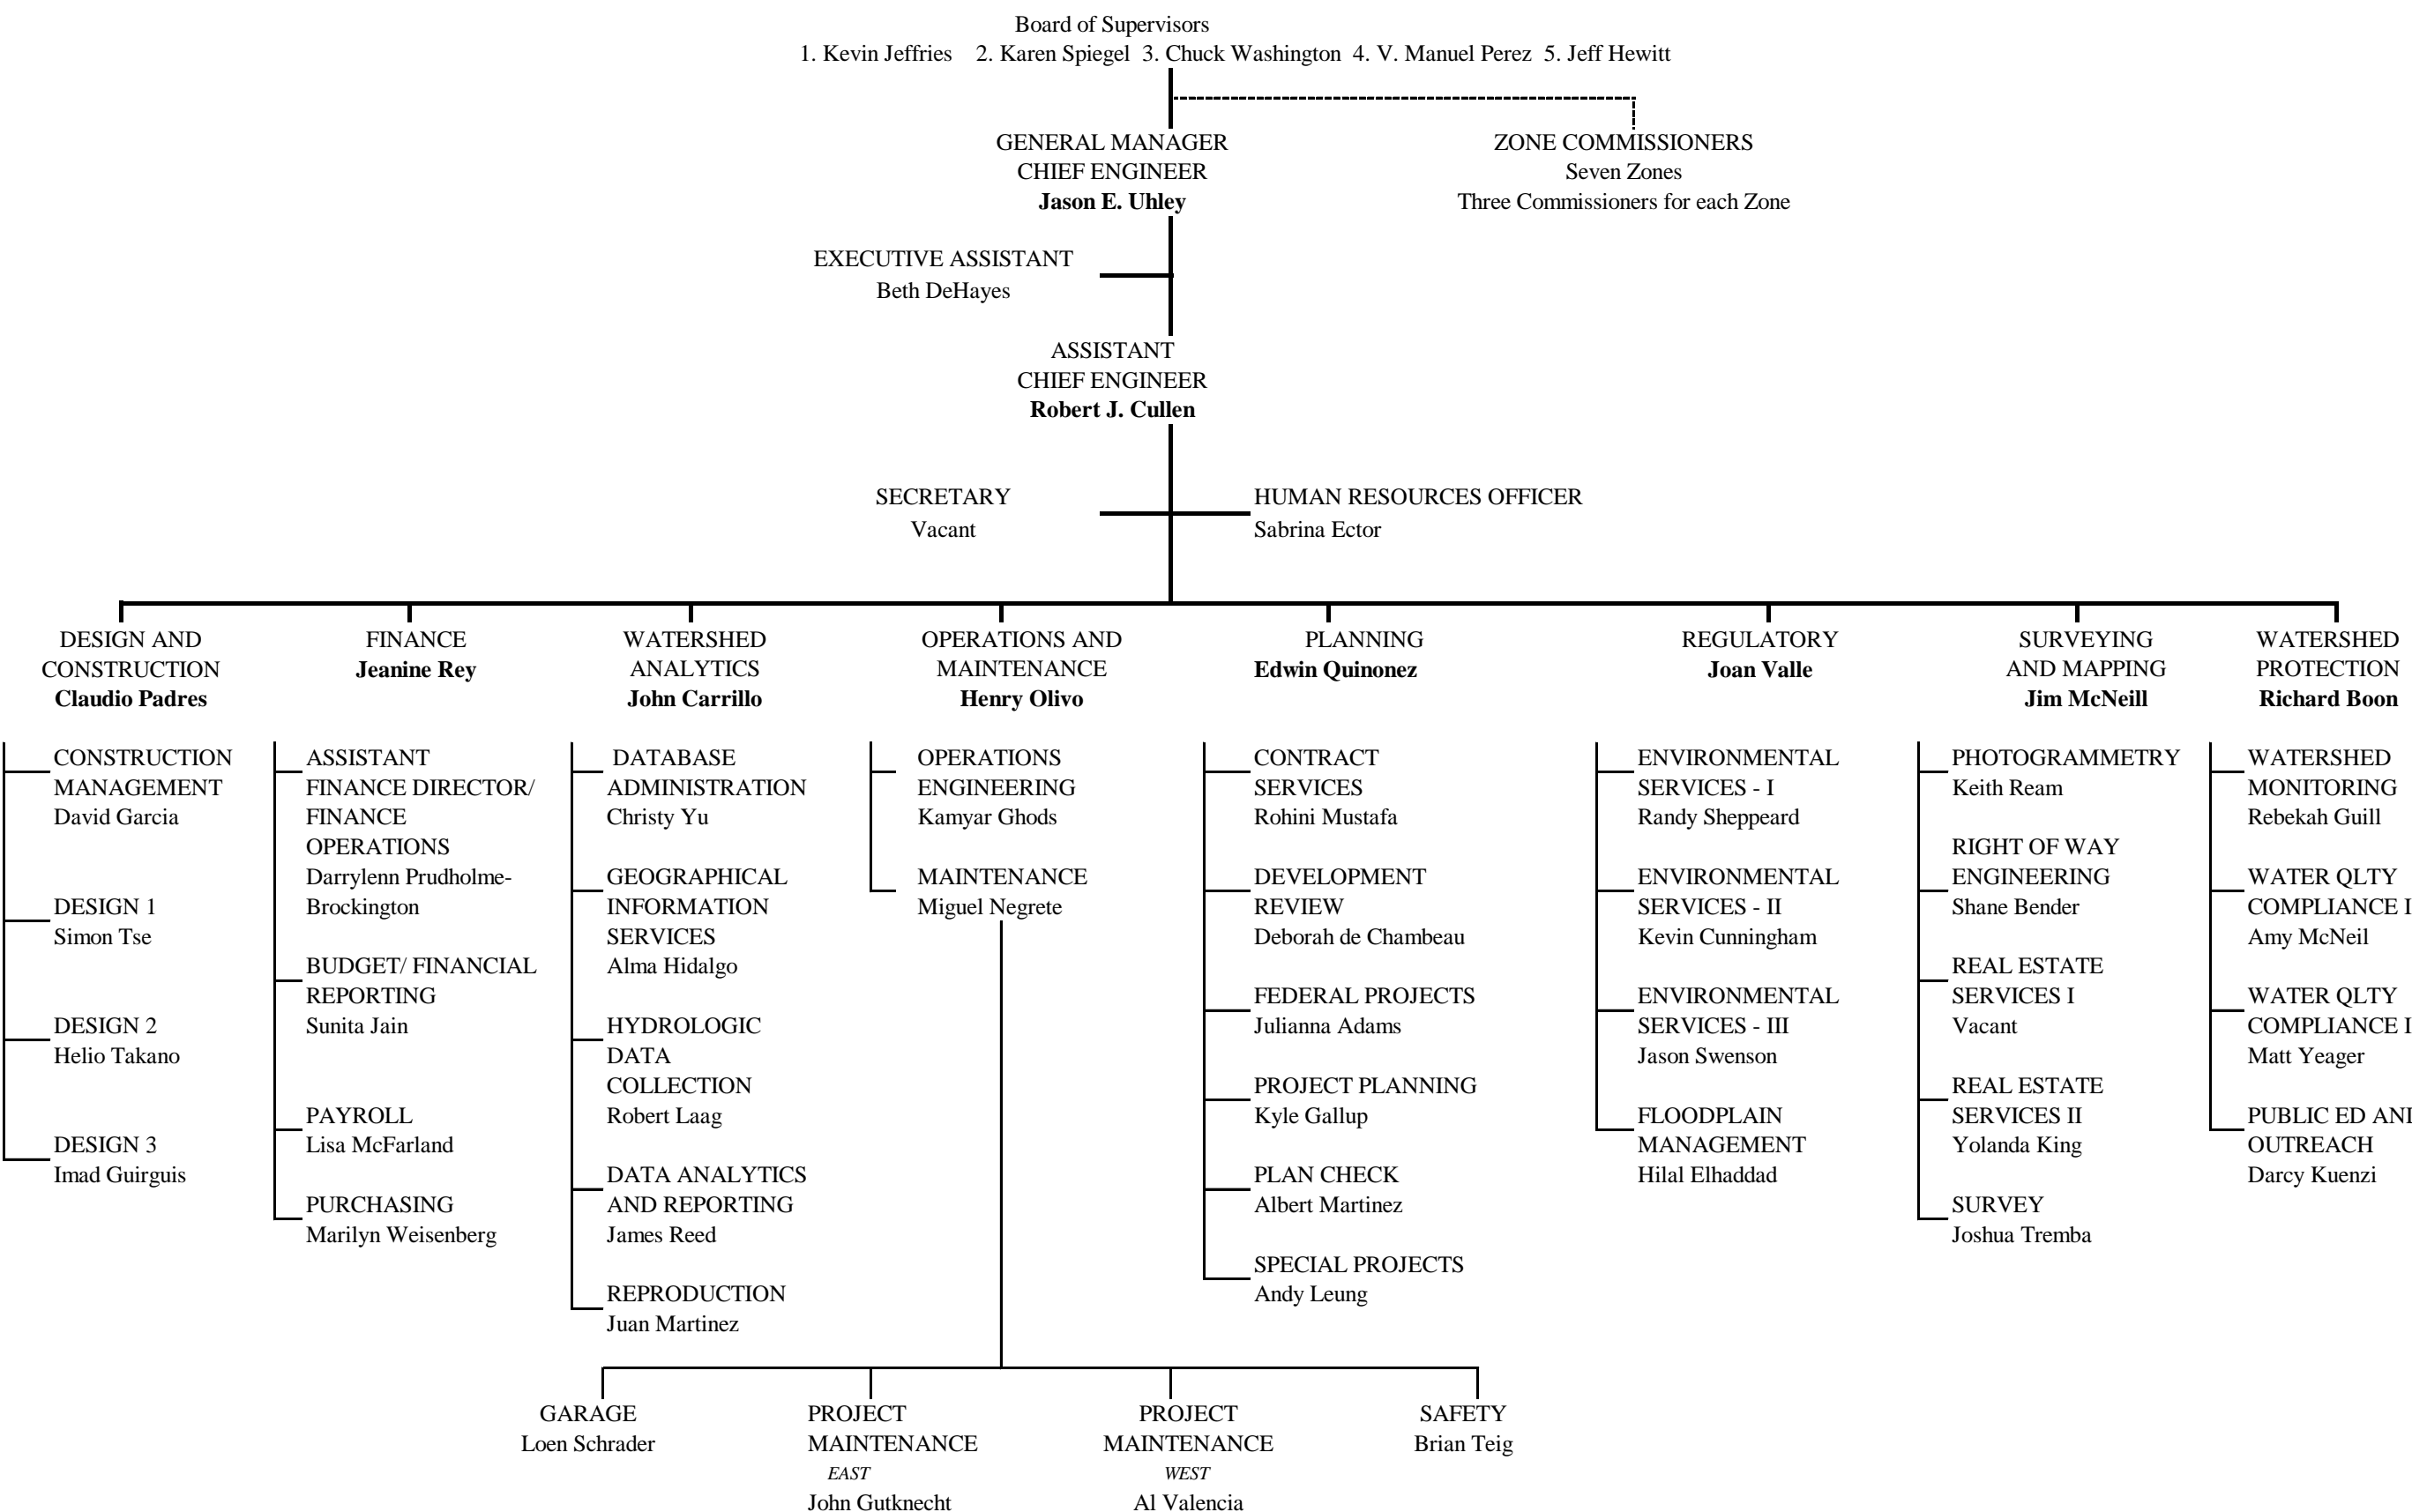 Board of Supervisors
1. Kevin Jeffries 2. Karen Spiegel 3. Chuck Washington 4. V. Manuel Perez 5. Jeff Hewitt
GENERAL MANAGER
CHIEF ENGINEER
Jason E. Uhley
ZONE COMMISSIONERS
Seven Zones
Three Commissioners for each Zone
EXECUTIVE ASSISTANT
Beth DeHayes
ASSISTANT
CHIEF ENGINEER
Robert J. Cullen
SECRETARY
Vacant
HUMAN RESOURCES OFFICER
Sabrina Ector
DESIGN AND
CONSTRUCTION
Claudio Padres
CONSTRUCTION
MANAGEMENT
David Garcia
DESIGN 1
Simon Tse
DESIGN 2
Helio Takano
DESIGN 3
Imad Guirguis
FINANCE
Jeanine Rey
ASSISTANT
FINANCE DIRECTOR/
FINANCE
OPERATIONS
Darrylenn Prudholme-
Brockington
BUDGET/ FINANCIAL
REPORTING
Sunita Jain
PAYROLL
Lisa McFarland
PURCHASING
Marilyn Weisenberg
WATERSHED
ANALYTICS
John Carrillo
DATABASE
ADMINISTRATION
Christy Yu
GEOGRAPHICAL
INFORMATION
SERVICES
Alma Hidalgo
HYDROLOGIC
DATA
COLLECTION
Robert Laag
DATA ANALYTICS
AND REPORTING
James Reed
REPRODUCTION
Juan Martinez
OPERATIONS AND
MAINTENANCE
Henry Olivo
OPERATIONS
ENGINEERING
Kamyar Ghods
MAINTENANCE
Miguel Negrete
PLANNING
Edwin Quinonez
CONTRACT
SERVICES
Rohini Mustafa
DEVELOPMENT
REVIEW
Deborah de Chambeau
FEDERAL PROJECTS
Julianna Adams
PROJECT PLANNING
Kyle Gallup
PLAN CHECK
Albert Martinez
SPECIAL PROJECTS
Andy Leung
REGULATORY
Joan Valle
ENVIRONMENTAL
SERVICES - I
Randy Sheppeard
ENVIRONMENTAL
SERVICES - II
Kevin Cunningham
ENVIRONMENTAL
SERVICES - III
Jason Swenson
FLOODPLAIN
MANAGEMENT
Hilal Elhaddad
SURVEYING
AND MAPPING
Jim McNeill
PHOTOGRAMMETRY
Keith Ream
RIGHT OF WAY
ENGINEERING
Shane Bender
REAL ESTATE
SERVICES I
Vacant
REAL ESTATE
SERVICES II
Yolanda King
SURVEY
Joshua Tremba
WATERSHED
PROTECTION
Richard Boon
WATERSHED
MONITORING
Rebekah Guill
WATER QLTY
COMPLIANCE I
Amy McNeil
WATER QLTY
COMPLIANCE I
Matt Yeager
PUBLIC ED
OUTREACH
Darcy Kuenzi
GARAGE
Loen Schrader
PROJECT
MAINTENANCE
EAST
John Gutknecht
PROJECT
MAINTENANCE
WEST
Al Valencia
SAFETY
Brian Teig